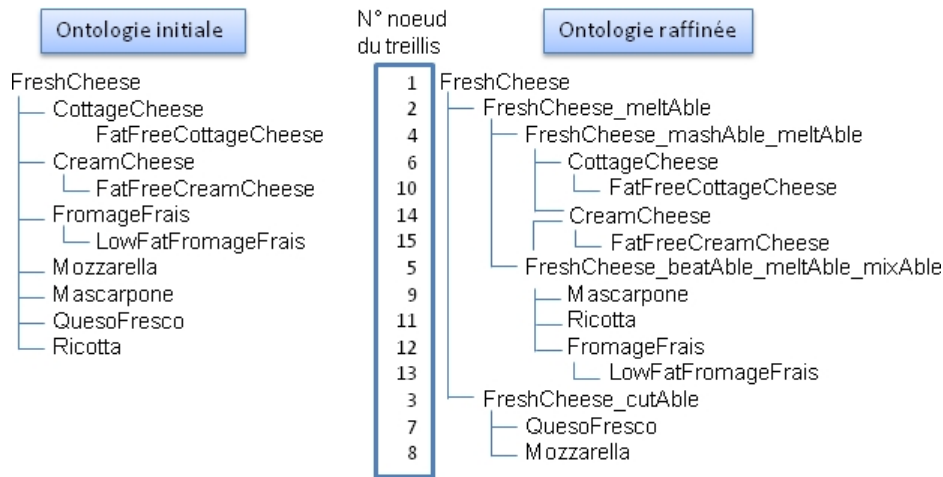 Ontologie initiale
FreshCheese
CottageCheese
FatFreeCottageCheese
CreamCheese
FatFreeCreamCheese
FromageFrais
LowFatFromageFrais
Mozzarella
Mascarpone
QuesoFresco
Ricotta
N° noeud
du treillis
Ontologie raffinée
1 FreshCheese
2 FreshCheese_meltAble
4 FreshCheese_mashAble_meltAble
6 CottageCheese
10 FatFreeCottageCheese
14 CreamCheese
15 FatFreeCreamCheese
5 FreshCheese_beatAble_meltAble_mixAble
9 Mascarpone
11 Ricotta
12 FromageFrais
13 LowFatFromageFrais
3 FreshCheese_cutAble
7 QuesoFresco
8 Mozzarella